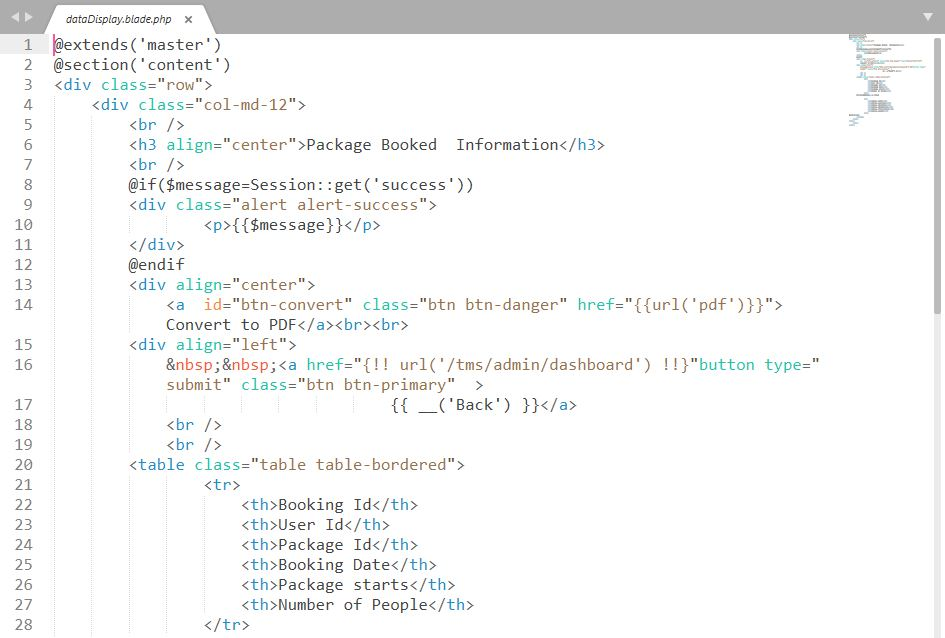 dataDisplay.blade.php ×
1 @extends('master')
2 @section('content')
3 <div class="row">
4 <div class="col-md-12">
5 <br />
6 <h3 align="center">Package Booked  Information</h3>
7 <br />
8 @if($message=Session::get('success'))
9 <div class="alert alert-success">
10 <p>{{$message}}</p>
11 </div>
12 @endif
13 <div align="center">
14 <a  id="btn-convert" class="btn btn-danger" href="{{url('pdf')}}">
Convert to PDF</a><br><br>
15 <div align="left">
16 &nbsp;&nbsp;<a href="{!! url('/tms/admin/dashboard') !!}"button type="
submit" class="btn btn-primary"  >
17 {{ __('Back') }}</a>
18 <br />
19 <br />
20 <table class="table table-bordered">
21 <tr>
22 <th>Booking Id</th>
23 <th>User Id</th>
24 <th>Package Id</th>
25 <th>Booking Date</th>
26 <th>Package starts</th>
27 <th>Number of People</th>
28 </tr>